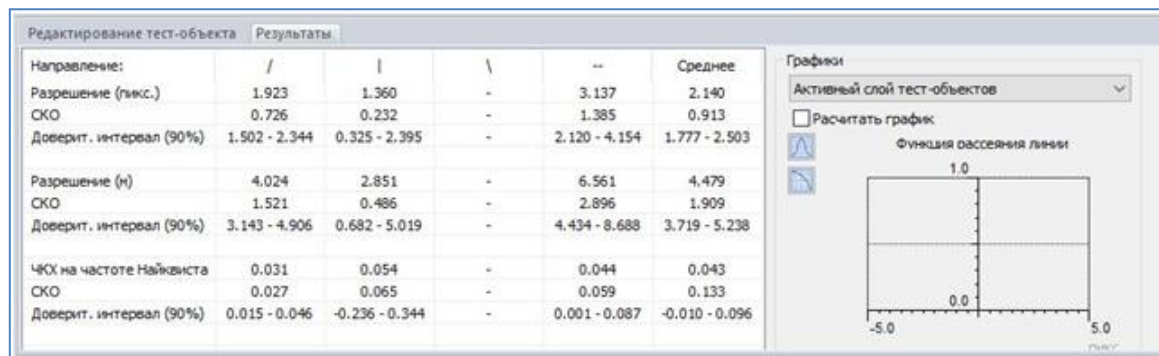 Редактирование тест-объекта Результаты
Направление: / | \ -- Среднее
Разрешение (пикс.) 1.923 1.360 - 3.137 2.140
СКО 0.726 0.232 - 1.385 0.913
Доверит. интервал (90%) 1.502 - 2.344 0.325 - 2.395 - 2.120 - 4.154 1.777 - 2.503
Разрешение (м) 4.024 2.851 - 6.561 4.479
СКО 1.521 0.486 - 2.896 1.909
Доверит. интервал (90%) 3.143 - 4.906 0.682 - 5.019 - 4.434 - 8.688 3.719 - 5.238
ЧКХ на частоте Найквиста 0.031 0.054 - 0.044 0.043
СКО 0.027 0.065 - 0.059 0.133
Доверит. интервал (90%) 0.015 - 0.046 -0.236 - 0.344 - 0.001 - 0.087 -0.010 - 0.096
Графики
Активный слой тест-объектов
Расчитать график
Функция рассеяния линии
1.0
0.0
-5.0 5.0